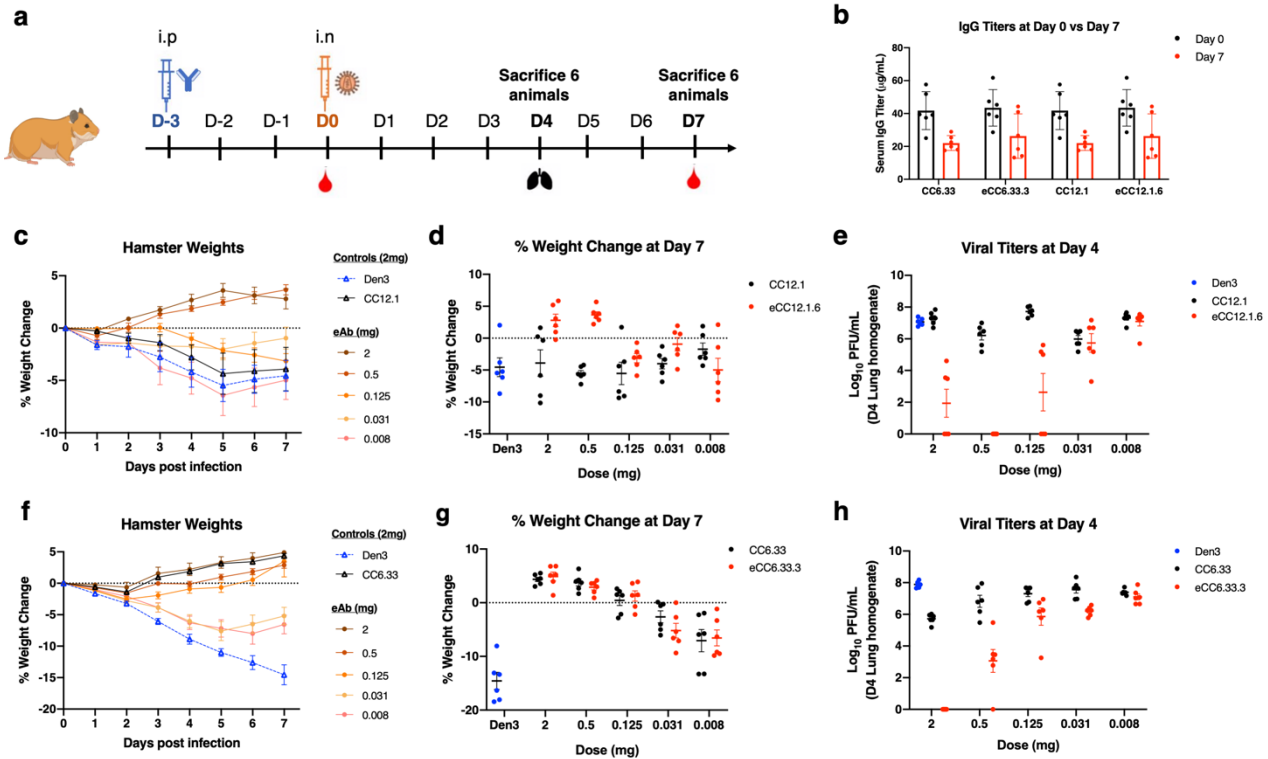 a
i.p
i.n
Sacrifice 6
animals
Sacrifice 6
animals
D-3 D-2 D-1 D0 D1 D2 D3 D4 D5 D6 D7
b
IgG Titers at Day 0 vs Day 7
Day 0
Day 7
Serum IgG Titer (µg/mL)
80
60
40
20
0
CC6.33 eCC6.33.3 CC12.1 eCC12.1.6
c
Hamster Weights
% Weight Change
5
0
-5
-10
0 1 2 3 4 5 6 7
Days post infection
Controls (2mg)
Den3
CC12.1
eAb (mg)
2
0.5
0.125
0.031
0.008
d
% Weight Change at Day 7
CC12.1
eCC12.1.6
% Weight Change
10
5
0
-5
-10
-15
Den3 2 0.5 0.125 0.031 0.008
Dose (mg)
e
Viral Titers at Day 4
Den3
CC12.1
eCC12.1.6
Log10 PFU/mL
(D4 Lung homogenate)
10
8
6
4
2
0
2 0.5 0.125 0.031 0.008
Dose (mg)
f
Hamster Weights
% Weight Change
5
0
-5
-10
-15
-20
0 1 2 3 4 5 6 7
Days post infection
Controls (2mg)
Den3
CC6.33
eAb (mg)
2
0.5
0.125
0.031
0.008
g
% Weight Change at Day 7
CC6.33
eCC6.33.3
% Weight Change
10
0
-10
-20
Den3 2 0.5 0.125 0.031 0.008
Dose (mg)
h
Viral Titers at Day 4
Den3
CC6.33
eCC6.33.3
Log10 PFU/mL
(D4 Lung homogenate)
10
8
6
4
2
0
2 0.5 0.125 0.031 0.008
Dose (mg)